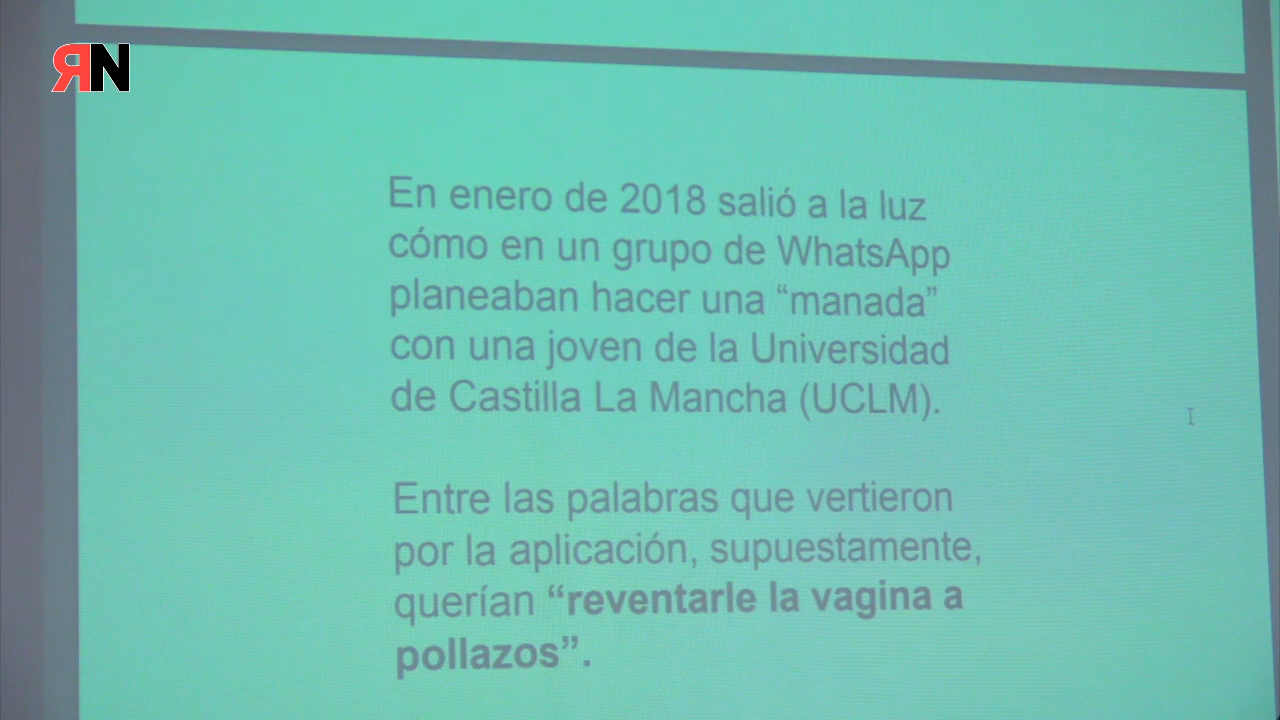 RN
En enero de 2018 salió a la luz
cómo en un grupo de WhatsApp
planeaban hacer una “manada”
con una joven de la Universidad
de Castilla La Mancha (UCLM).
Entre las palabras que vertieron
por la aplicación, supuestamente,
querían “reventarle la vagina a
pollazos”.